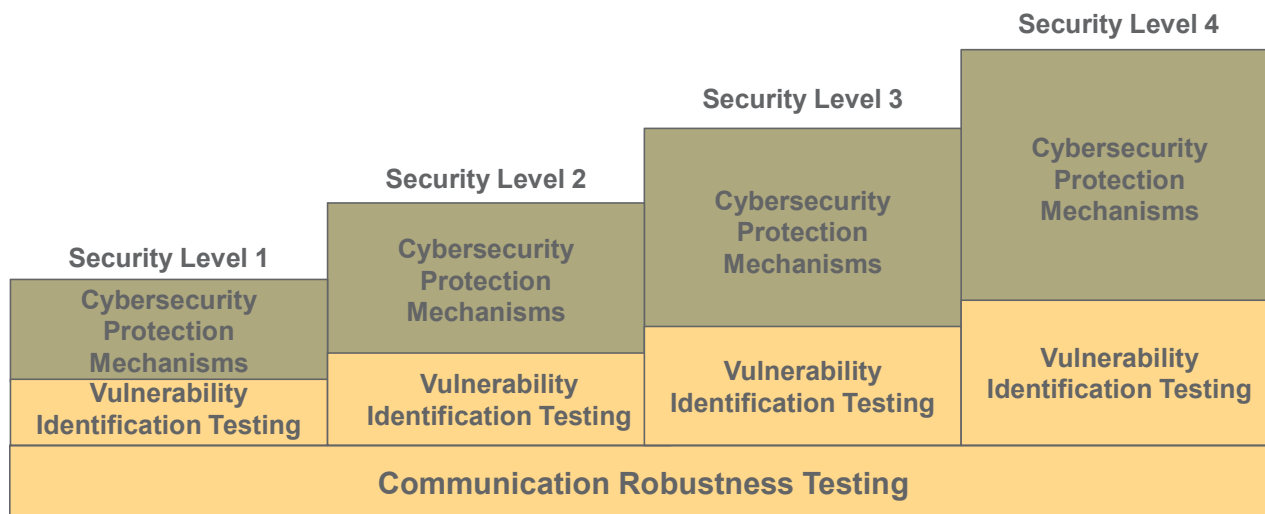 Security Level 1
Cybersecurity
Protection
Mechanisms
Vulnerability
Identification Testing
Security Level 2
Cybersecurity
Protection
Mechanisms
Vulnerability
Identification Testing
Security Level 3
Cybersecurity
Protection
Mechanisms
Vulnerability
Identification Testing
Security Level 4
Cybersecurity
Protection
Mechanisms
Vulnerability
Identification Testing
Communication Robustness Testing